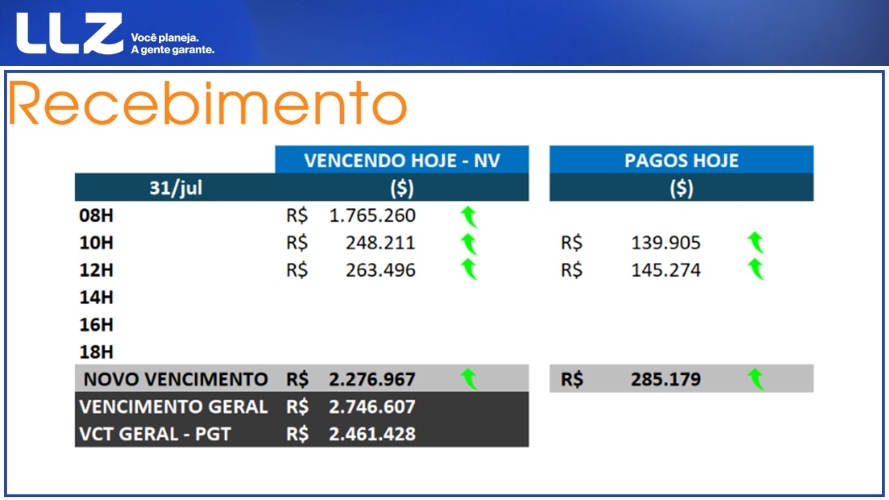 LLZ Você planeja.
A gente garante.
Recebimento
VENCENDO HOJE - NV PAGOS HOJE
31/jul ($) ($)
08H R$ 1.765.260
10H R$ 248.211 R$ 139.905
12H R$ 263.496 R$ 145.274
14H
16H
18H
NOVO VENCIMENTO R$ 2.276.967 R$ 285.179
VENCIMENTO GERAL R$ 2.746.607
VCT GERAL - PGT R$ 2.461.428